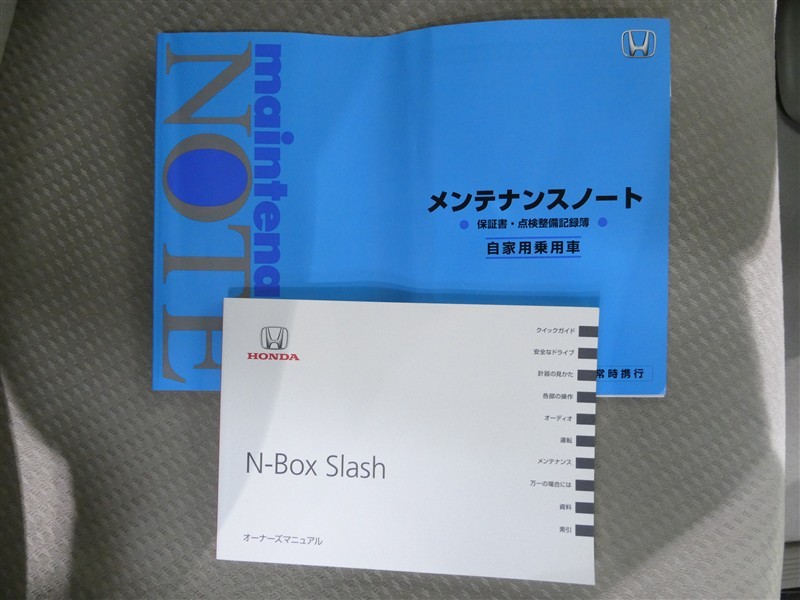 maintena
NOTE
メンテナンスノート
保証書・点検整備記録簿
自家用乗用車
常時携行
HONDA
N-Box Slash
オーナーズマニュアル
クイックガイド
安全なドライブ
計器の見かた
各部の操作
オーディオ
運転
メンテナンス
万一の場合には
資料
索引